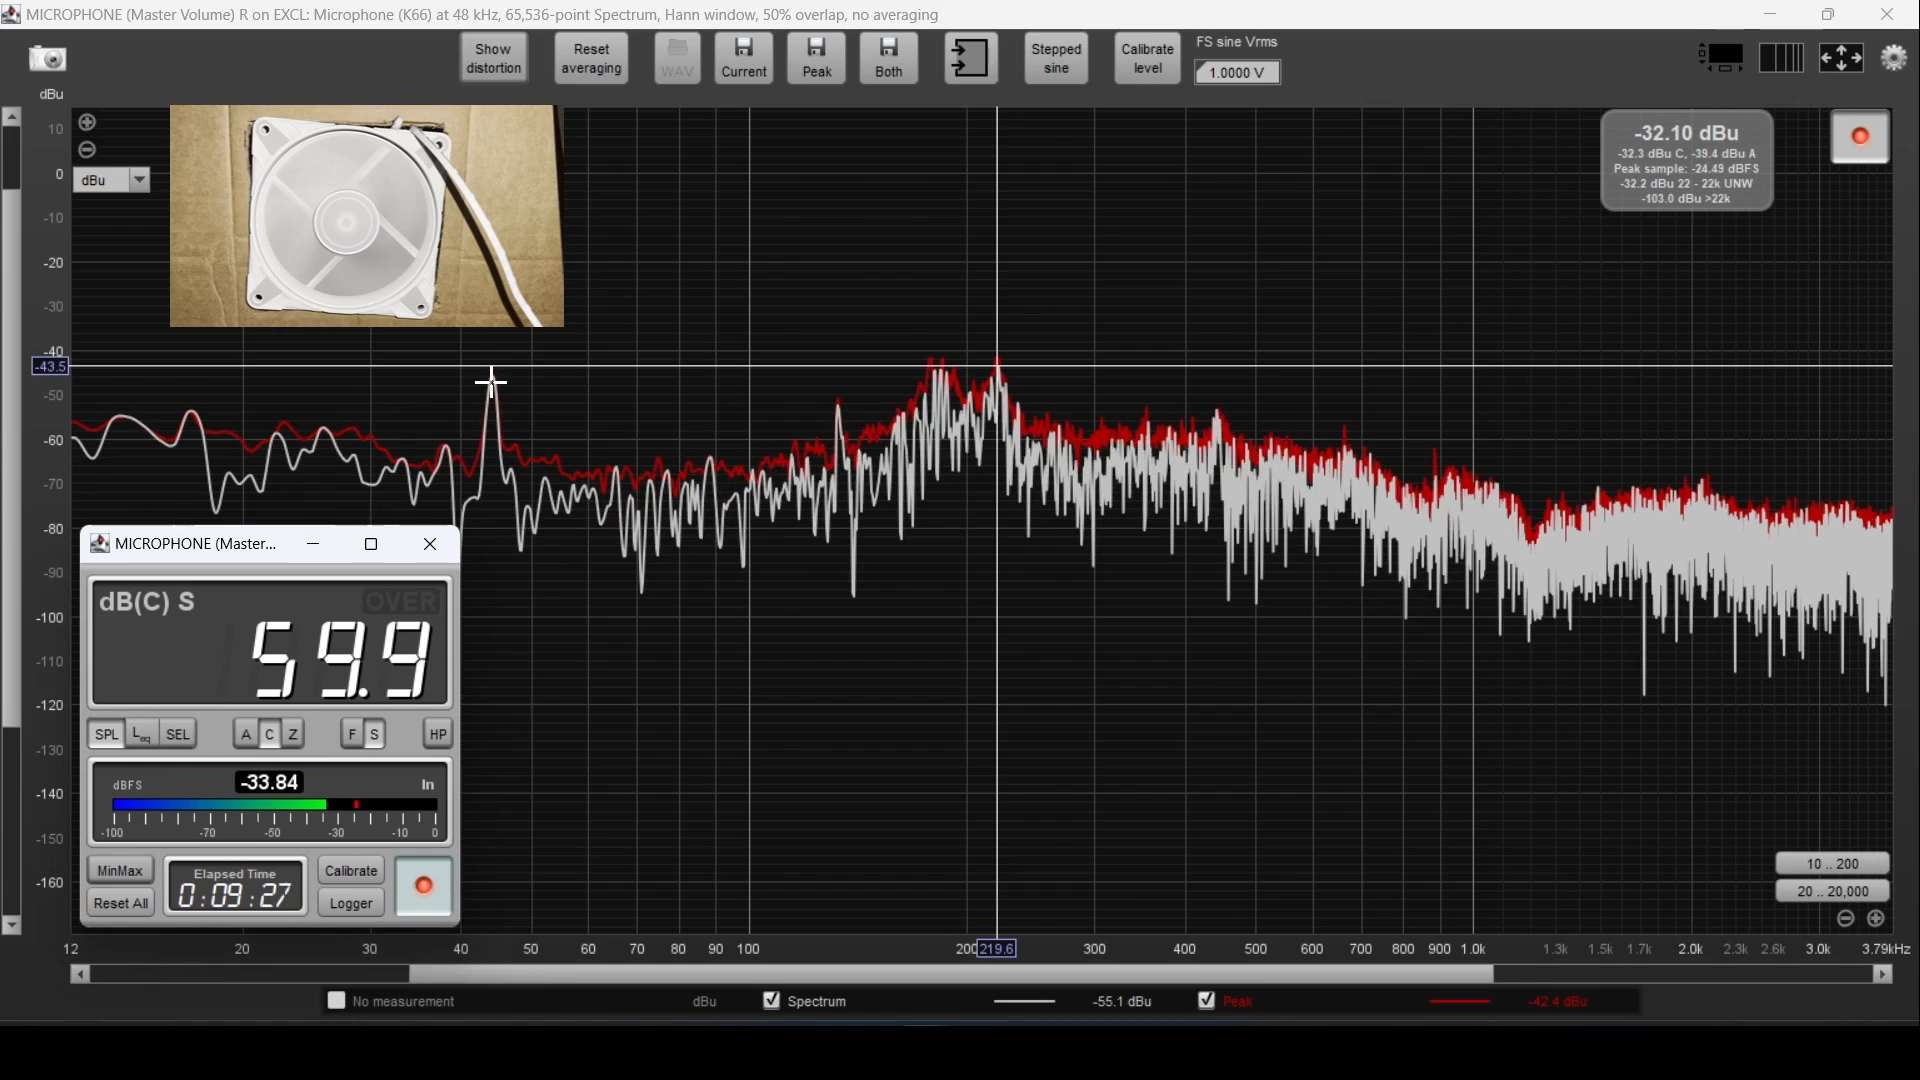 MICROPHONE (Master Volume) R on EXCL: Microphone (K66) at 48 kHz, 65,536-point Spectrum, Hann window, 50% overlap, no averaging
Show
distortion
Reset
averaging
WAV
Current
Peak
Both
Stepped
sine
Calibrate
level
FS sine Vrms
1.0000 V
dBu
-32.10 dBu
-32.3 dBu C, -39.4 dBu A
Peak sample: -24.49 dBFS
-32.2 dBu 22 - 22k UNW
-103.0 dBu >22k
10
0
dBu
-10
-20
-30
-40
-43.5
-50
-60
-70
-80
-90
-100
-110
-120
-130
-140
-150
-160
MICROPHONE (Master...
dB(C) S
OVER
59.9
SPL
Leq
SEL
A
C
Z
F
S
HP
dBFS
-33.84
In
-100
-70
-50
-30
-10
0
MinMax
Elapsed Time
0:09:27
Calibrate
Reset All
Logger
10 .. 200
20 .. 20,000
12
20
30
40
50
60
70
80
90
100
200
219.6
300
400
500
600
700
800
900
1.0k
1.3k
1.5k
1.7k
2.0k
2.3k
2.6k
3.0k
3.79kHz
No measurement
dBu
Spectrum
-55.1 dBu
Peak
-42.4 dBu